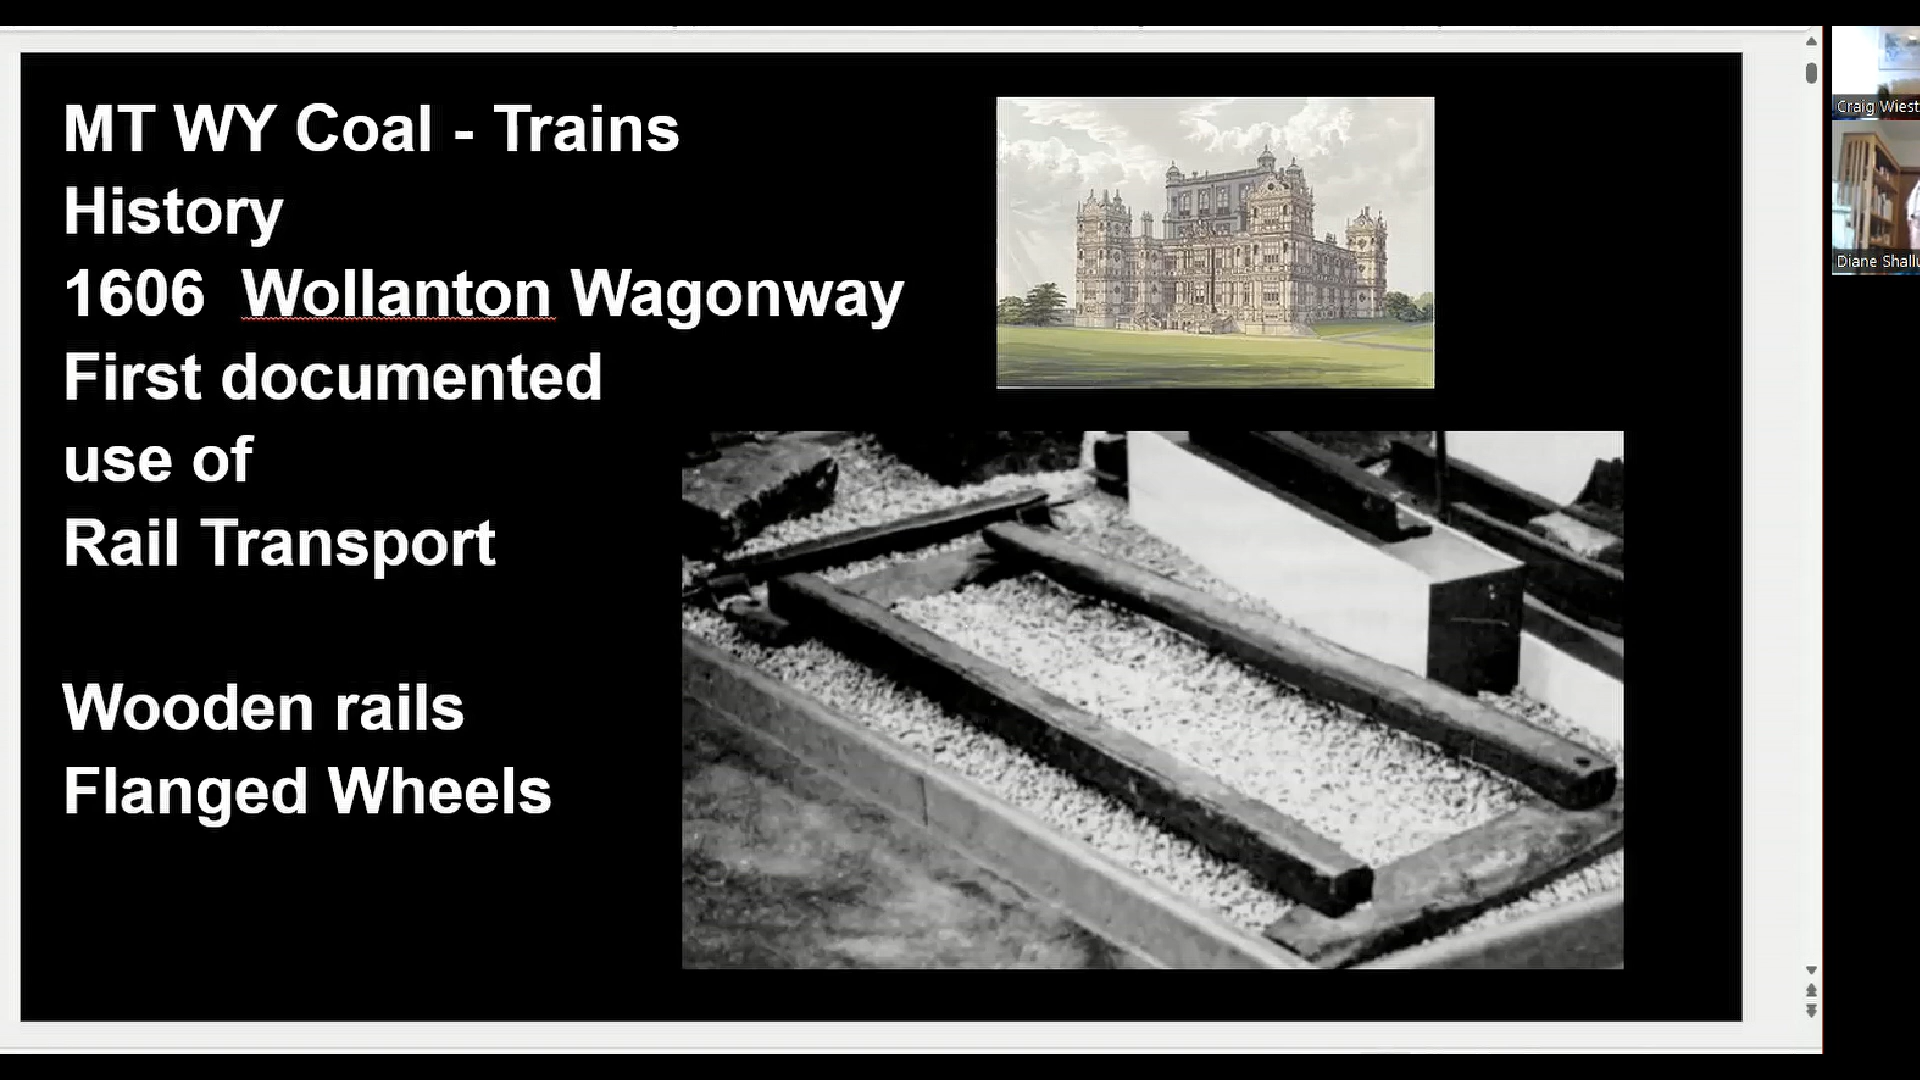 MT WY Coal - Trains
History
1606 Wollanton Wagonway
First documented
use of
Rail Transport
Wooden rails
Flanged Wheels
Craig Wiest
Diane Shallu